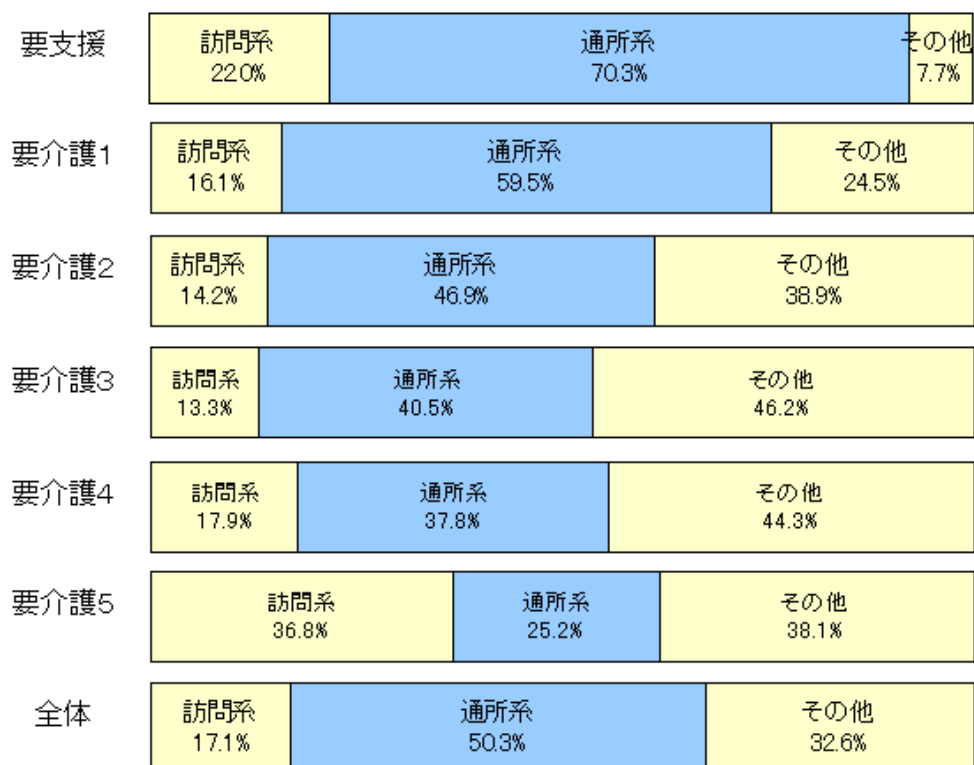 要支援
訪問系
22.0%
通所系
70.3%
その他
7.7%
要介護1
訪問系
16.1%
通所系
59.5%
その他
24.5%
要介護2
訪問系
14.2%
通所系
46.9%
その他
38.9%
要介護3
訪問系
13.3%
通所系
40.5%
その他
46.2%
要介護4
訪問系
17.9%
通所系
37.8%
その他
44.3%
要介護5
訪問系
36.8%
通所系
25.2%
その他
38.1%
全体
訪問系
17.1%
通所系
50.3%
その他
32.6%